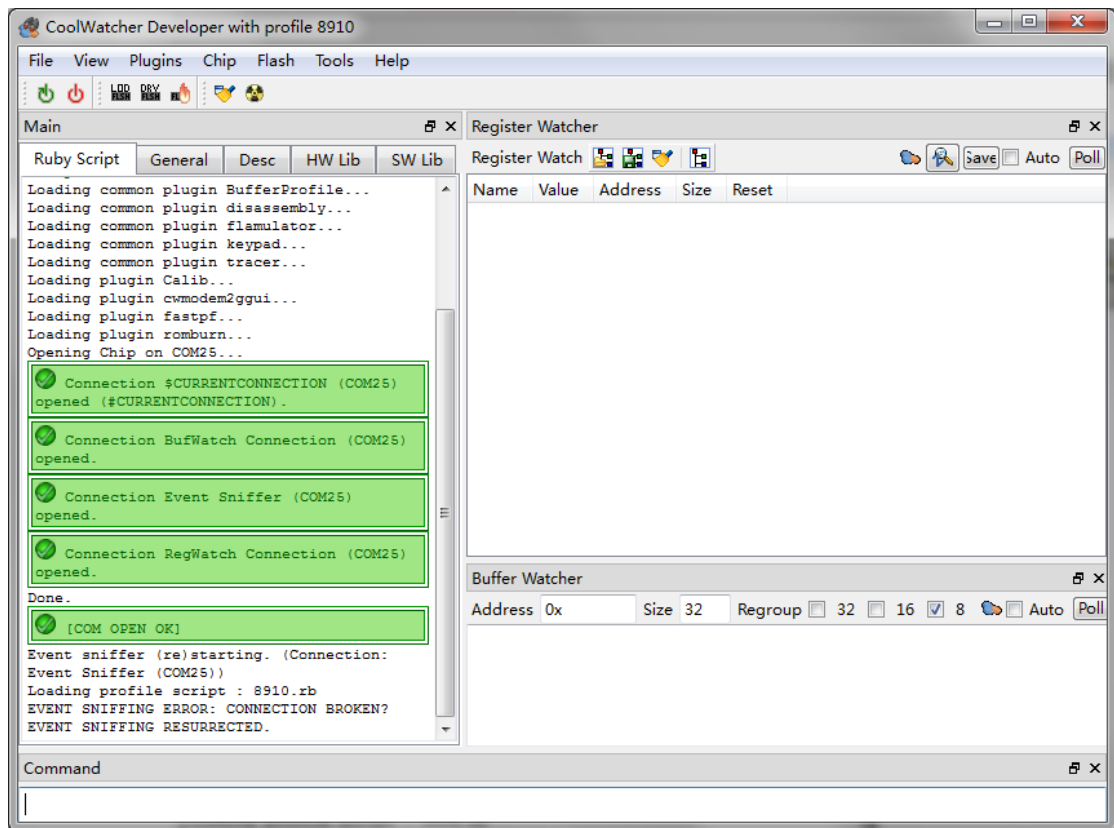 CoolWatcher Developer with profile 8910
File View Plugins Chip Flash Tools Help
LOD FLSH DRV FLSH FL
Main
Ruby Script General Desc HW Lib SW Lib
Loading common plugin BufferProfile...
Loading common plugin disassembly...
Loading common plugin flamulator...
Loading common plugin keypad...
Loading common plugin tracer...
Loading plugin Calib...
Loading plugin cwmodem2ggui...
Loading plugin fastpf...
Loading plugin romburn...
Opening Chip on COM25...
Connection $CURRENTCONNECTION (COM25)
opened (#CURRENTCONNECTION).
Connection BufWatch Connection (COM25)
opened.
Connection Event Sniffer (COM25)
opened.
Connection RegWatch Connection (COM25)
opened.
Done.
[COM OPEN OK]
Event sniffer (re)starting. (Connection:
Event Sniffer (COM25))
Loading profile script : 8910.rb
EVENT SNIFFING ERROR: CONNECTION BROKEN?
EVENT SNIFFING RESURRECTED.
Register Watcher
Register Watch Save Auto Poll
Name Value Address Size Reset
Buffer Watcher
Address 0x Size 32 Regroup 32 16 8 Auto Poll
Command